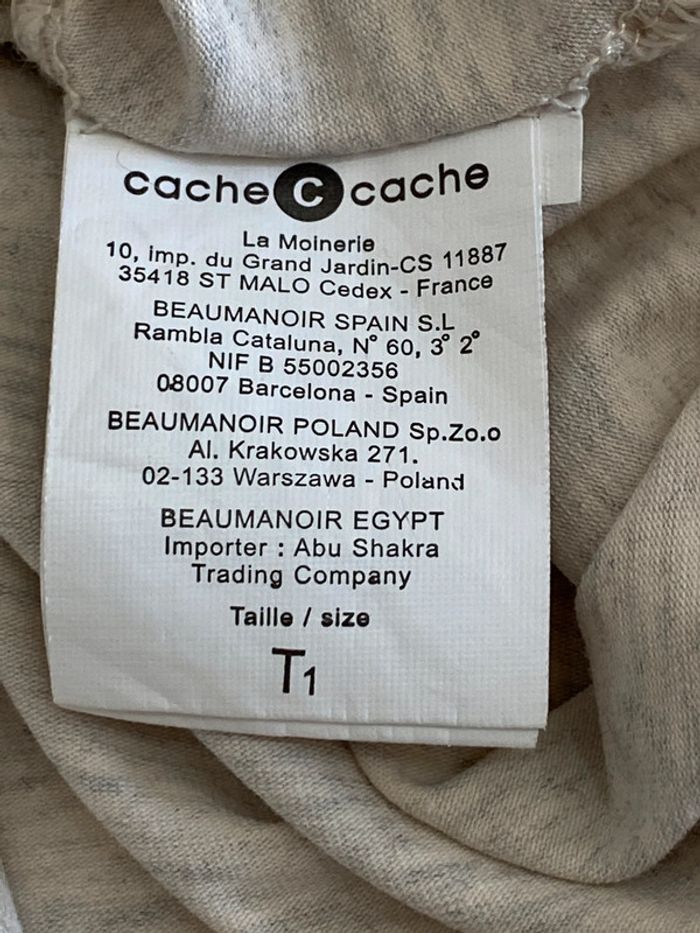 cache C cache
La Moinerie
10, imp. du Grand Jardin-CS 11887
35418 ST MALO Cedex - France
BEAUMANOIR SPAIN S.L
Rambla Cataluna, N° 60, 3° 2°
NIF B 55002356
08007 Barcelona - Spain
BEAUMANOIR POLAND Sp.Zo.o
Al. Krakowska 271.
02-133 Warszawa - Poland
BEAUMANOIR EGYPT
Importer : Abu Shakra
Trading Company
Taille / size
T1